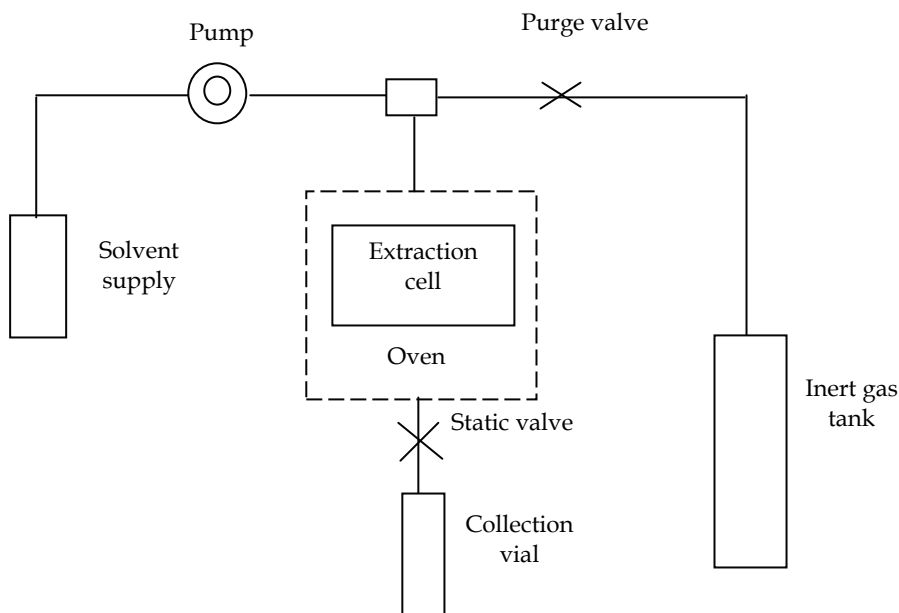 Purge valve
Pump
Solvent
supply
Extraction
cell
Oven
Inert gas
tank
Static valve
Collection
vial